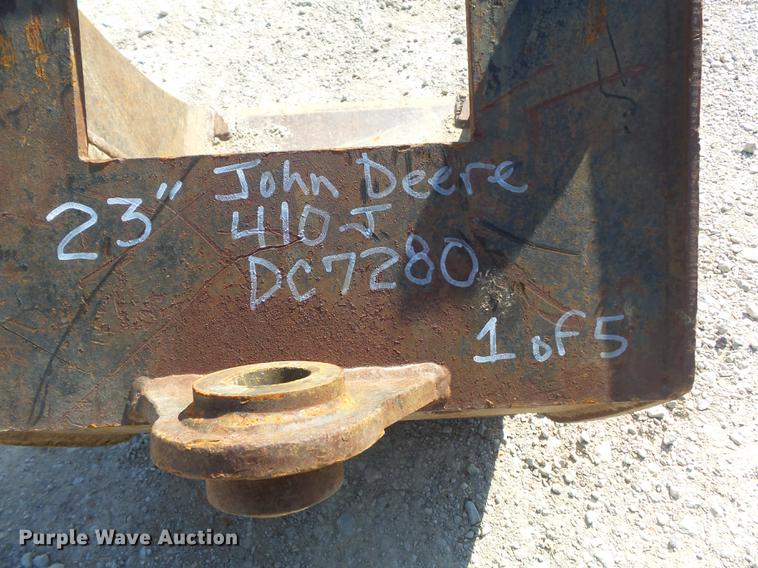 23" John Deere
410J
DC7280
1 of 5
Purple Wave Auction